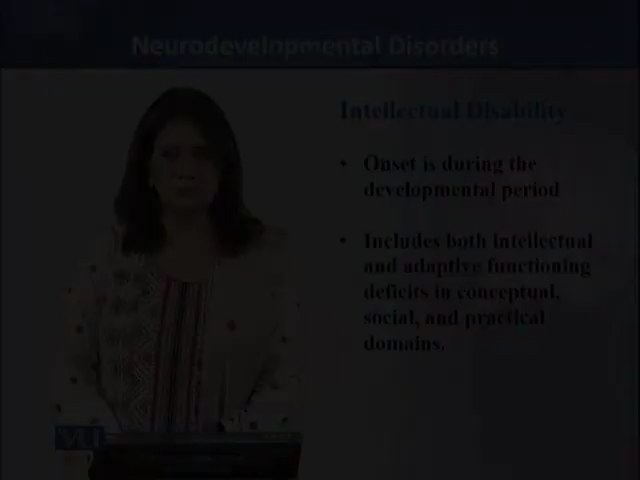 Neurodevelopmental Disorders
Intellectual Disability
• Onset is during the
developmental period
• Includes both intellectual
and adaptive functioning
deficits in conceptual,
social, and practical
domains.
VU